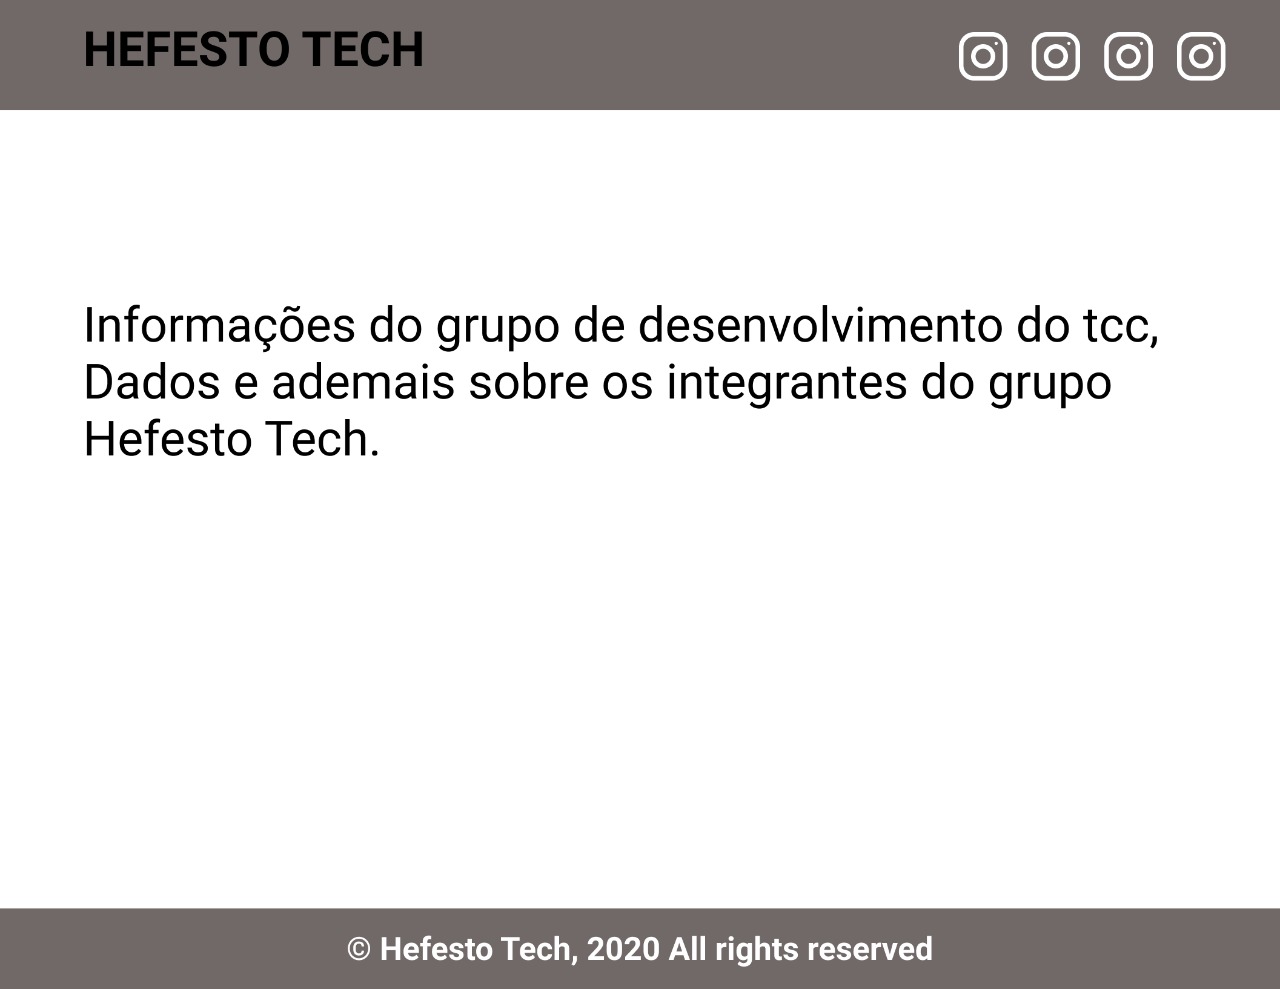 HEFESTO TECH
Informações do grupo de desenvolvimento do tcc,
Dados e ademais sobre os integrantes do grupo
Hefesto Tech.
© Hefesto Tech, 2020 All rights reserved